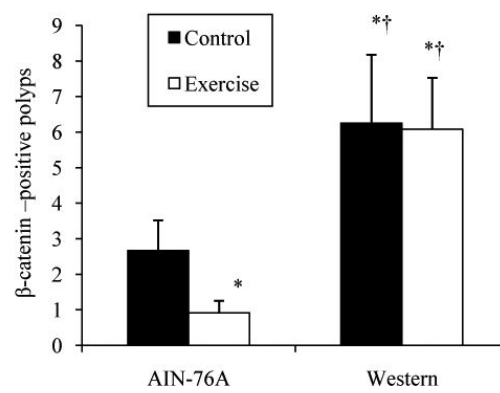 β-catenin –positive polyps
9
8
7
6
5
4
3
2
1
0
Control
Exercise
*
*†
*†
AIN-76A
Western